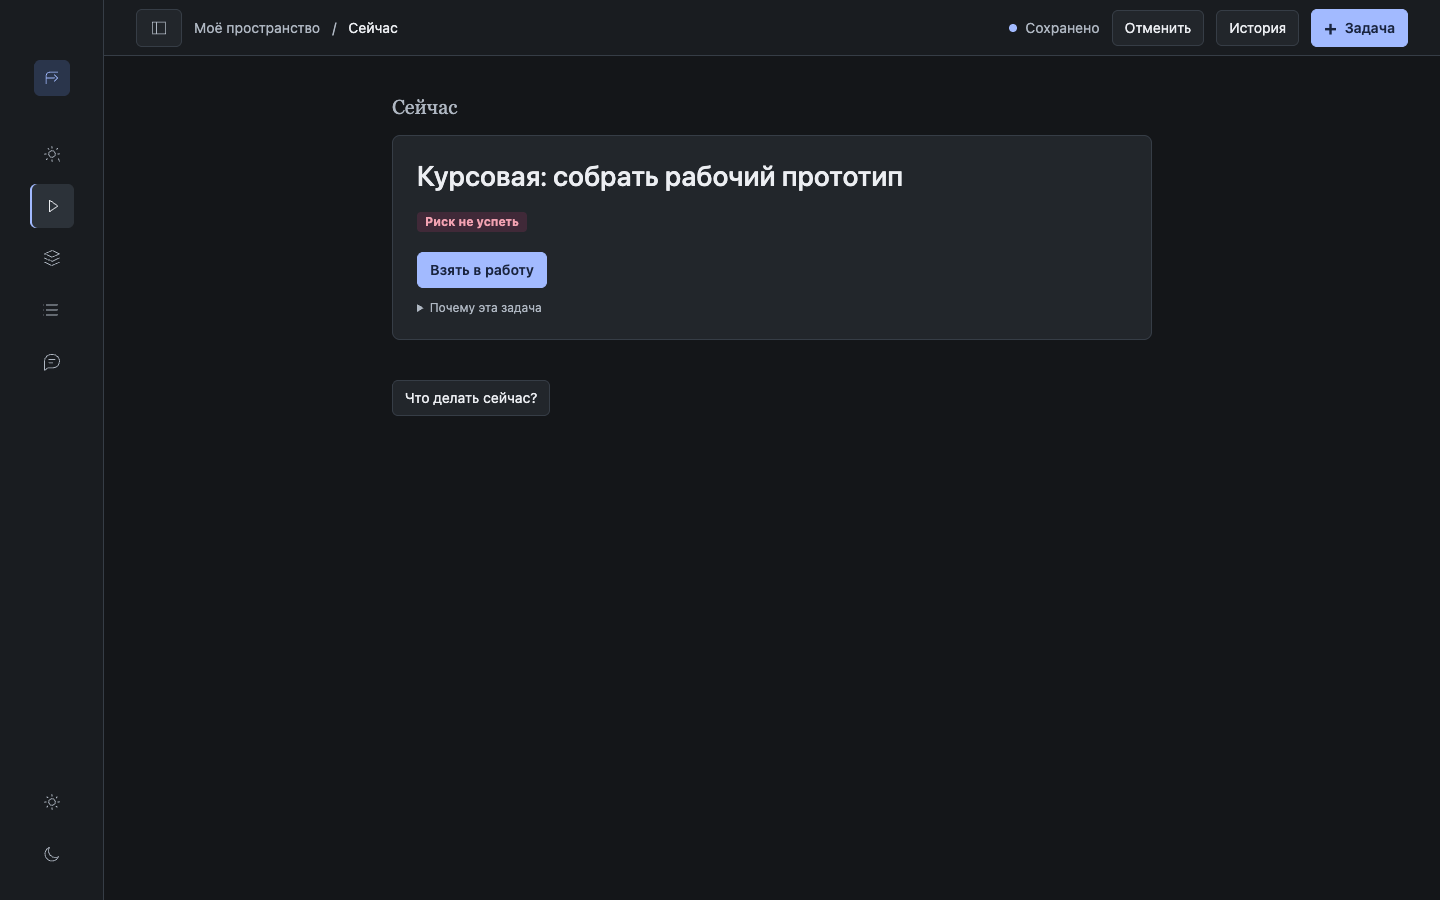 Моё пространство / Сейчас
Сохранено
Отменить
История
+ Задача
Сейчас
Курсовая: собрать рабочий прототип
Риск не успеть
Взять в работу
Почему эта задача
Что делать сейчас?